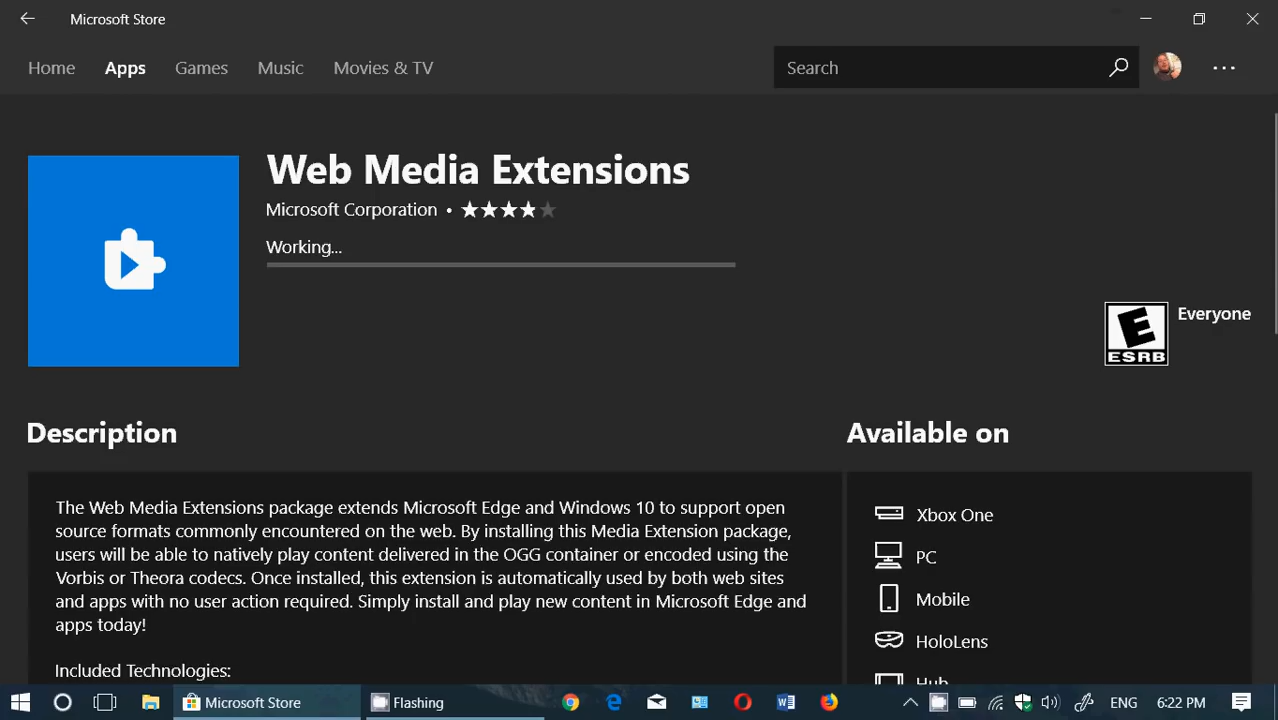 Microsoft Store
Home Apps Games Music Movies & TV Search
Web Media Extensions
Microsoft Corporation •
Working...
E
ESRB
Everyone
Description
The Web Media Extensions package extends Microsoft Edge and Windows 10 to support open
source formats commonly encountered on the web. By installing this Media Extension package,
users will be able to natively play content delivered in the OGG container or encoded using the
Vorbis or Theora codecs. Once installed, this extension is automatically used by both web sites
and apps with no user action required. Simply install and play new content in Microsoft Edge and
apps today!
Included Technologies:
Available on
Xbox One
PC
Mobile
HoloLens
Hub
Microsoft Store Flashing ENG 6:22 PM